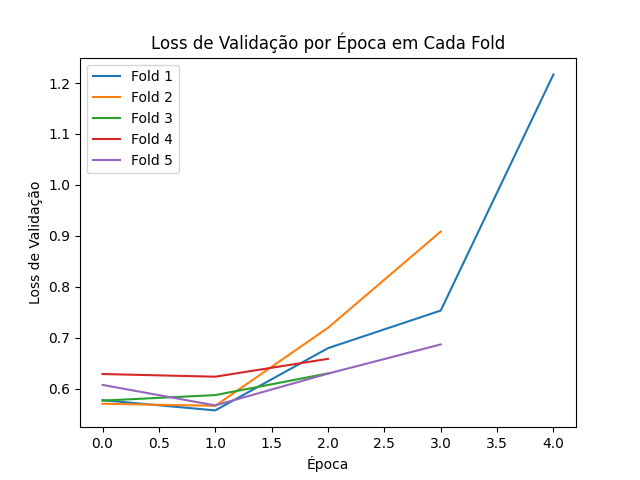 Loss de Validação por Época em Cada Fold
Fold 1
Fold 2
Fold 3
Fold 4
Fold 5
Loss de Validação
1.2
1.1
1.0
0.9
0.8
0.7
0.6
0.0 0.5 1.0 1.5 2.0 2.5 3.0 3.5 4.0
Época